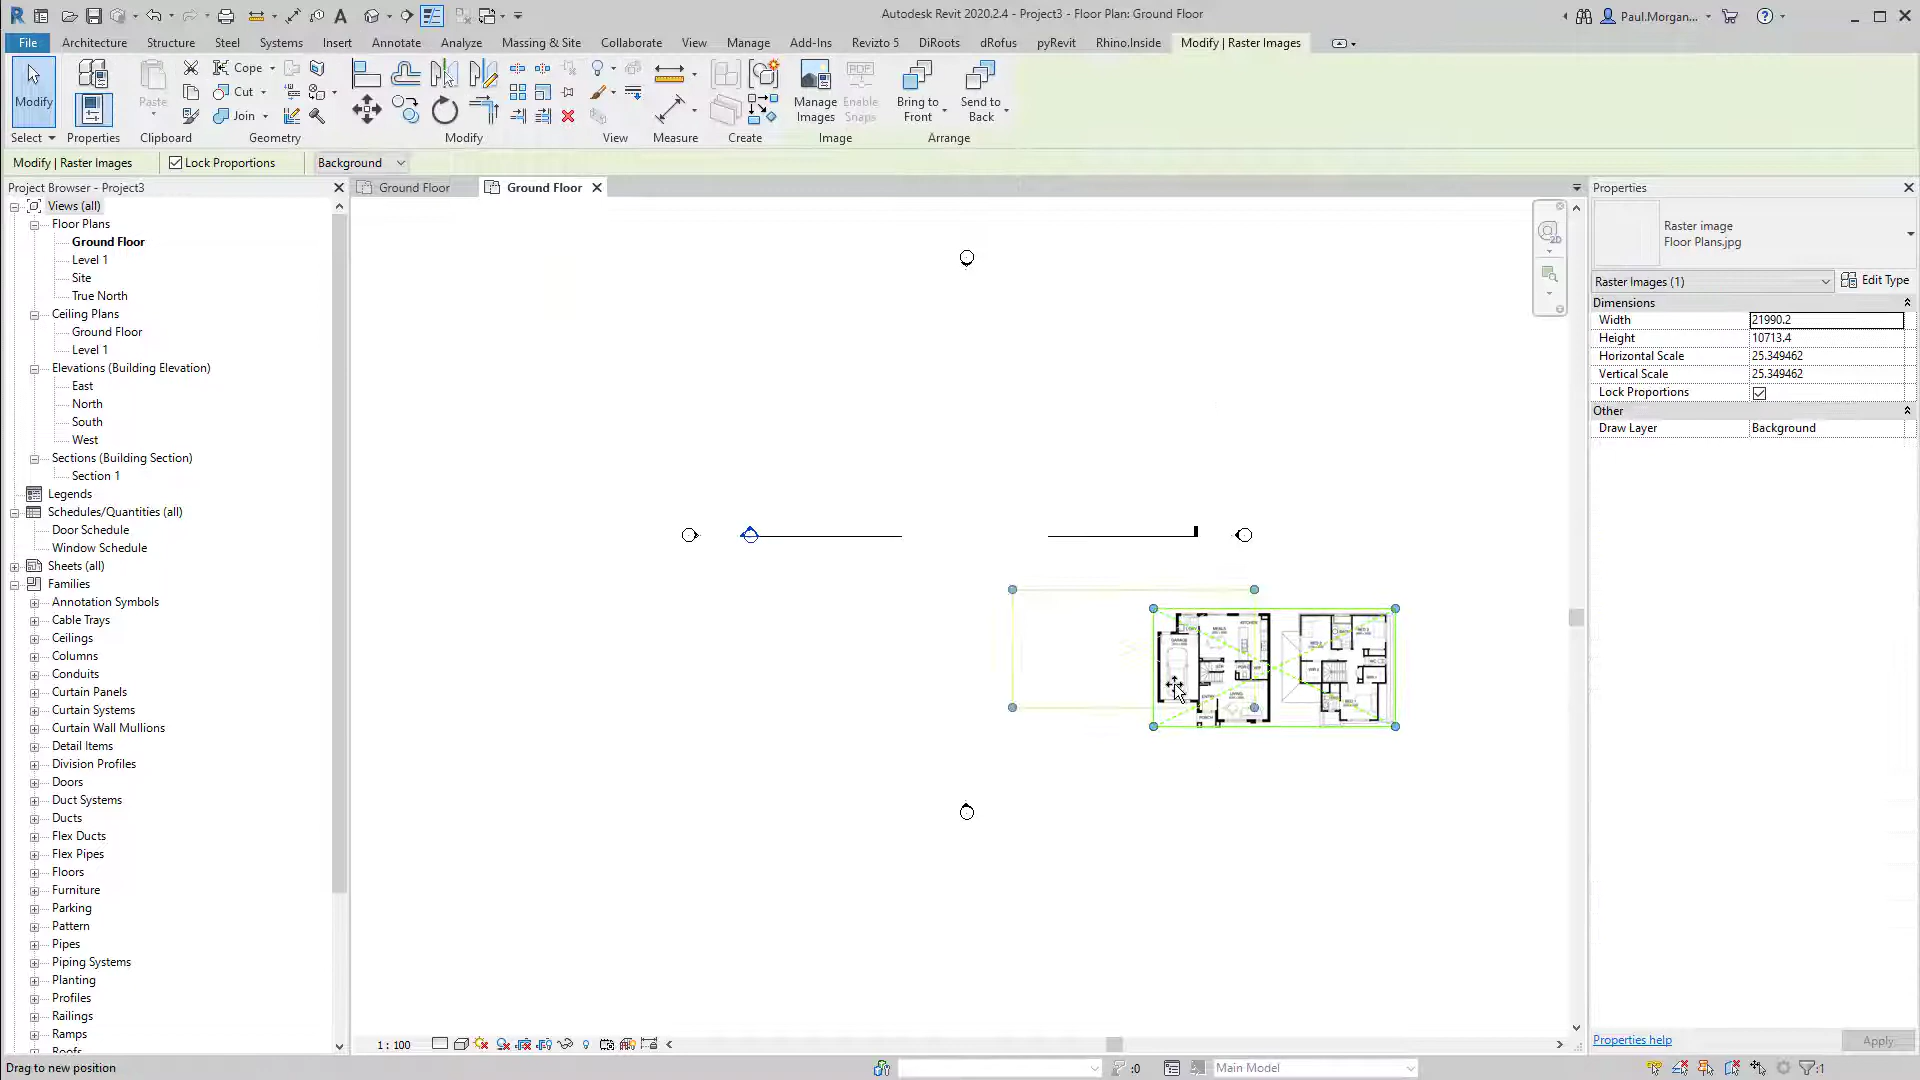 Autodesk Revit 2020.2.4 - Project3 - Floor Plan: Ground Floor
Paul.Morgan...
File Architecture Structure Steel Systems Insert Annotate Analyze Massing & Site Collaborate View Manage Add-Ins Revizto 5 DiRoots dRofus pyRevit Rhino.Inside Modify | Raster Images
Modify
Paste
Cope
Cut
Join
Manage Images
Enable Snaps
Bring to Front
Send to Back
Select Properties Clipboard Geometry Modify View Measure Create Image Arrange
Modify | Raster Images Lock Proportions Background
Project Browser - Project3
Views (all)
Floor Plans
Ground Floor
Level 1
Site
True North
Ceiling Plans
Ground Floor
Level 1
Elevations (Building Elevation)
East
North
South
West
Sections (Building Section)
Section 1
Legends
Schedules/Quantities (all)
Door Schedule
Window Schedule
Sheets (all)
Families
Annotation Symbols
Cable Trays
Ceilings
Columns
Conduits
Curtain Panels
Curtain Systems
Curtain Wall Mullions
Detail Items
Division Profiles
Doors
Duct Systems
Ducts
Flex Ducts
Flex Pipes
Floors
Furniture
Parking
Pattern
Pipes
Piping Systems
Planting
Profiles
Railings
Ramps
Roofs
Ground Floor
Ground Floor
2D
GARAGE
MEALS
KITCHEN
LIVING
ENTRY
PORCH
1 : 100
Properties
Raster image
Floor Plans.jpg
Raster Images (1) Edit Type
Dimensions
Width 21990.2
Height 10713.4
Horizontal Scale 25.349462
Vertical Scale 25.349462
Lock Proportions
Other
Draw Layer Background
Properties help Apply
Drag to new position
:0
Main Model
:1